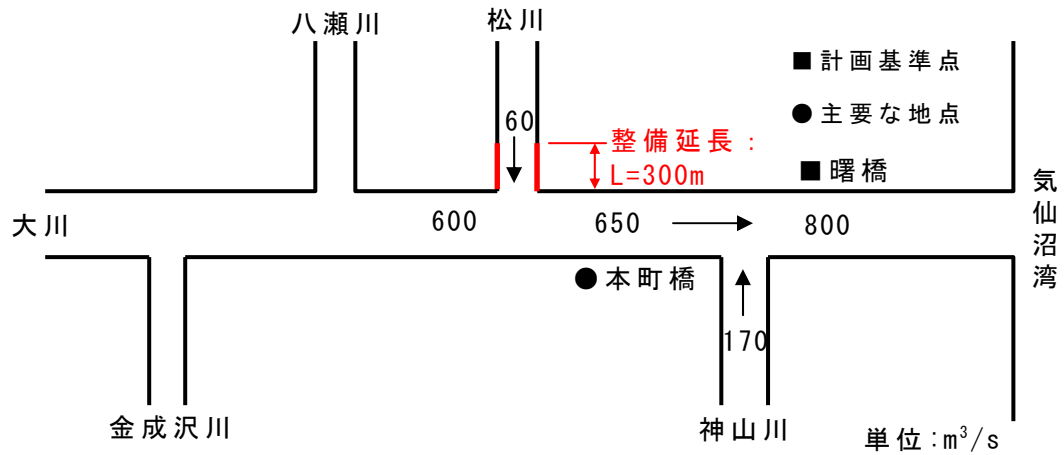 八瀬川
松川
■計画基準点
●主要な地点
60
整備延長：
L=300m
■曙橋
気仙沼湾
大川
600
650
800
●本町橋
170
金成沢川
神山川
単位:m³/s